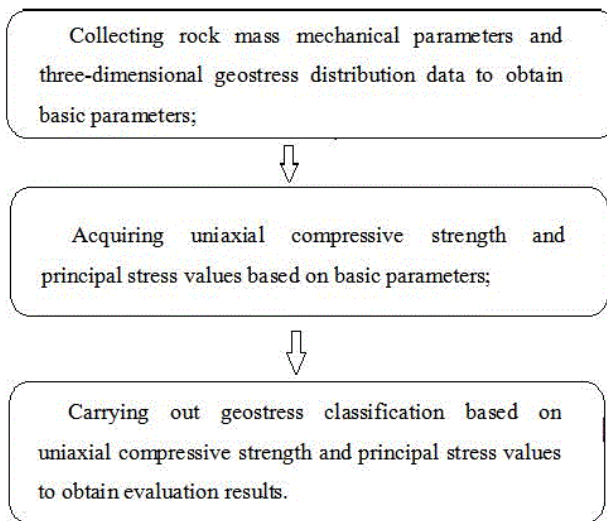 Collecting rock mass mechanical parameters and
three-dimensional geostress distribution data to obtain
basic parameters;
Acquiring uniaxial compressive strength and
principal stress values based on basic parameters;
Carrying out geostress classification based on
uniaxial compressive strength and principal stress values
to obtain evaluation results.